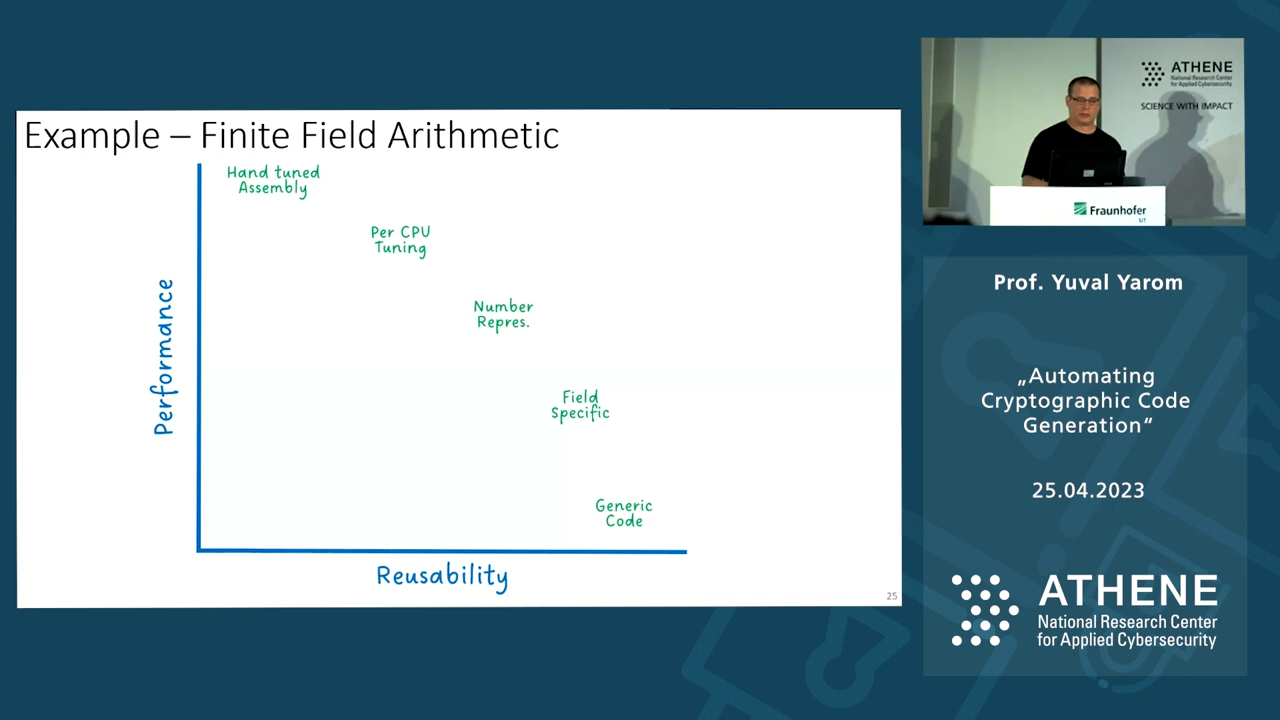 Example – Finite Field Arithmetic
Hand tuned
Assembly
Per CPU
Tuning
Number
Repres.
Field
Specific
Generic
Code
Performance
Reusability
25
ATHENE
National Research Center
for Applied Cybersecurity
SCIENCE WITH IMPACT
Fraunhofer
SIT
Prof. Yuval Yarom
„Automating
Cryptographic Code
Generation“
25.04.2023
ATHENE
National Research Center
for Applied Cybersecurity